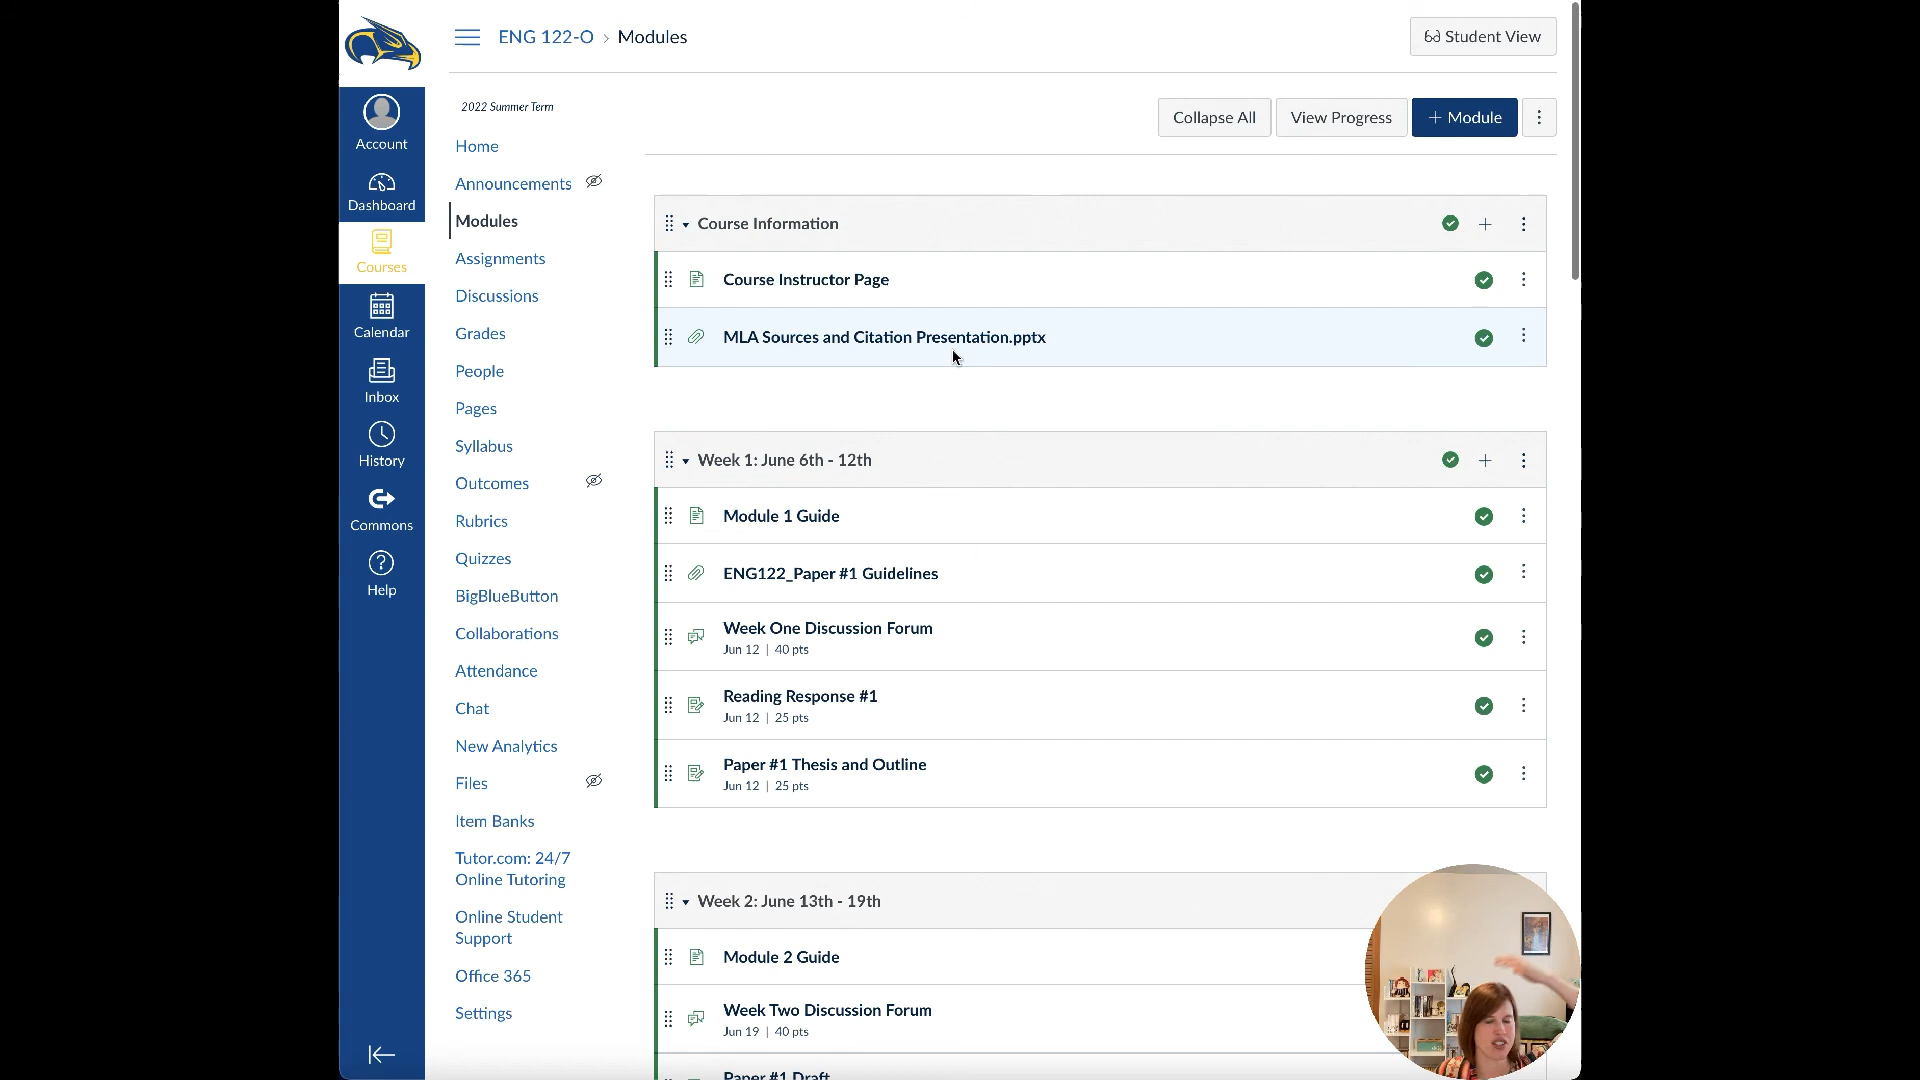 ENG 122-O > Modules
Student View
Account
Dashboard
Courses
Calendar
Inbox
History
Commons
Help
2022 Summer Term
Home
Announcements
Modules
Assignments
Discussions
Grades
People
Pages
Syllabus
Outcomes
Rubrics
Quizzes
BigBlueButton
Collaborations
Attendance
Chat
New Analytics
Files
Item Banks
Tutor.com: 24/7
Online Tutoring
Online Student
Support
Office 365
Settings
Collapse All
View Progress
+ Module
Course Information
Course Instructor Page
MLA Sources and Citation Presentation.pptx
Week 1: June 6th - 12th
Module 1 Guide
ENG122_Paper #1 Guidelines
Week One Discussion Forum
Jun 12 | 40 pts
Reading Response #1
Jun 12 | 25 pts
Paper #1 Thesis and Outline
Jun 12 | 25 pts
Week 2: June 13th - 19th
Module 2 Guide
Week Two Discussion Forum
Jun 19 | 40 pts
Paper #1 Draft